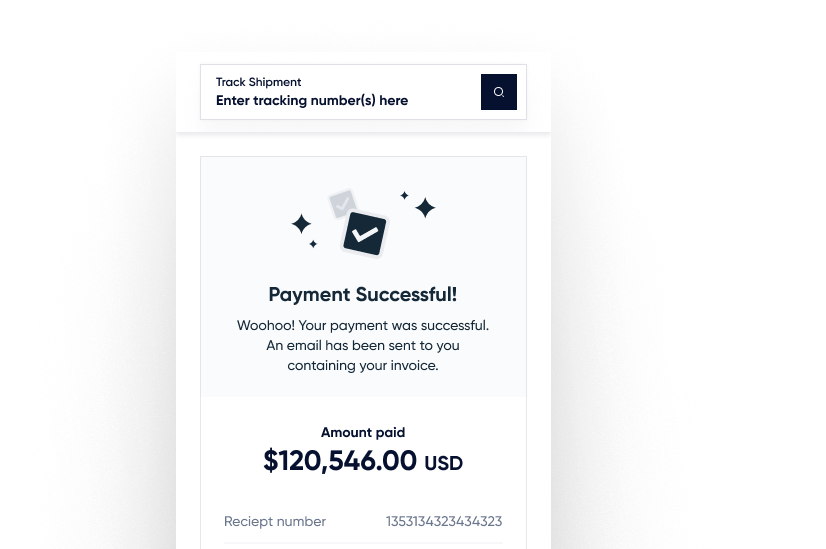 Track Shipment
Enter tracking number(s) here
Payment Successful!
Woohoo! Your payment was successful.
An email has been sent to you
containing your invoice.
Amount paid
$120,546.00 USD
Reciept number 1353134323434323